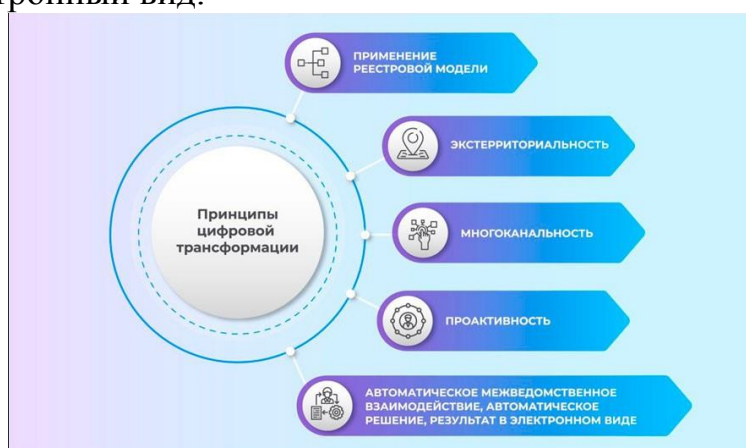 ПРИМЕНЕНИЕ
РЕЕСТРОВОЙ МОДЕЛИ
ЭКСТЕРРИТОРИАЛЬНОСТЬ
Принципы
цифровой
трансформации
МНОГОКАНАЛЬНОСТЬ
ПРОАКТИВНОСТЬ
АВТОМАТИЧЕСКОЕ МЕЖВЕДОМСТВЕННОЕ
ВЗАИМОДЕЙСТВИЕ, АВТОМАТИЧЕСКОЕ
РЕШЕНИЕ, РЕЗУЛЬТАТ В ЭЛЕКТРОННОМ ВИДЕ